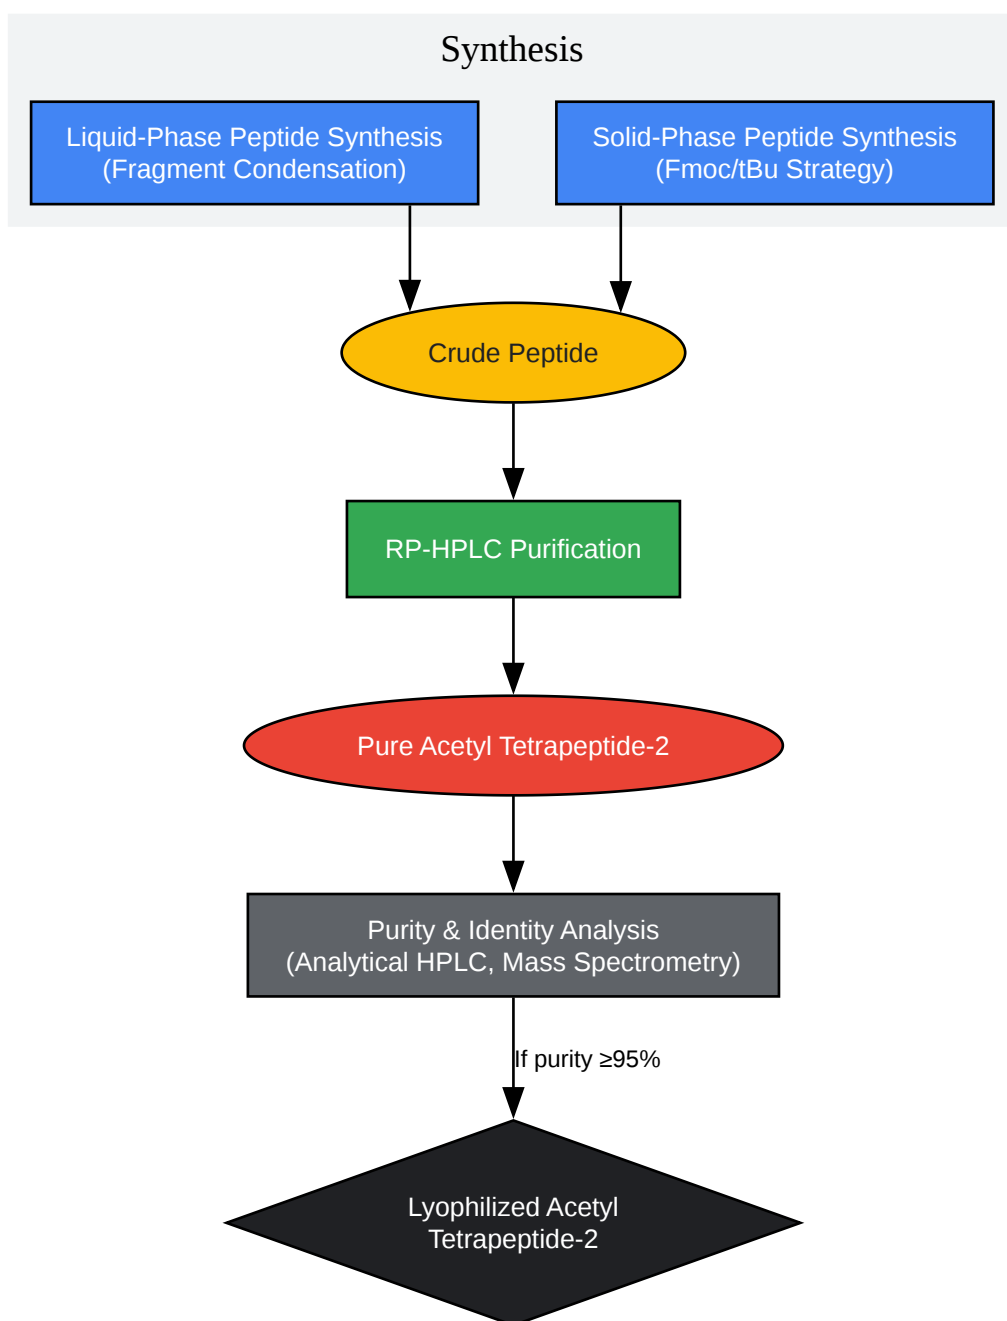 Synthesis
Liquid-Phase Peptide Synthesis
(Fragment Condensation)
Solid-Phase Peptide Synthesis
(Fmoc/tBu Strategy)
Crude Peptide
RP-HPLC Purification
Pure Acetyl Tetrapeptide-2
Purity & Identity Analysis
(Analytical HPLC, Mass Spectrometry)
If purity ≥95%
Lyophilized Acetyl
Tetrapeptide-2